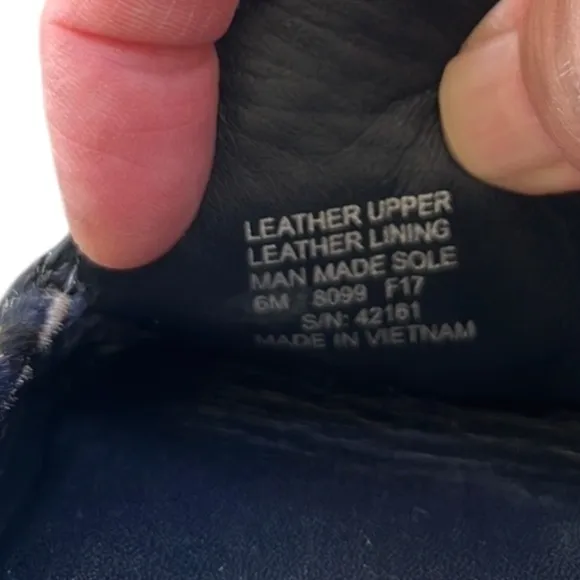 LEATHER UPPER
LEATHER LINING
MAN MADE SOLE
6M 8099 F17
S/N: 42161
MADE IN VIETNAM